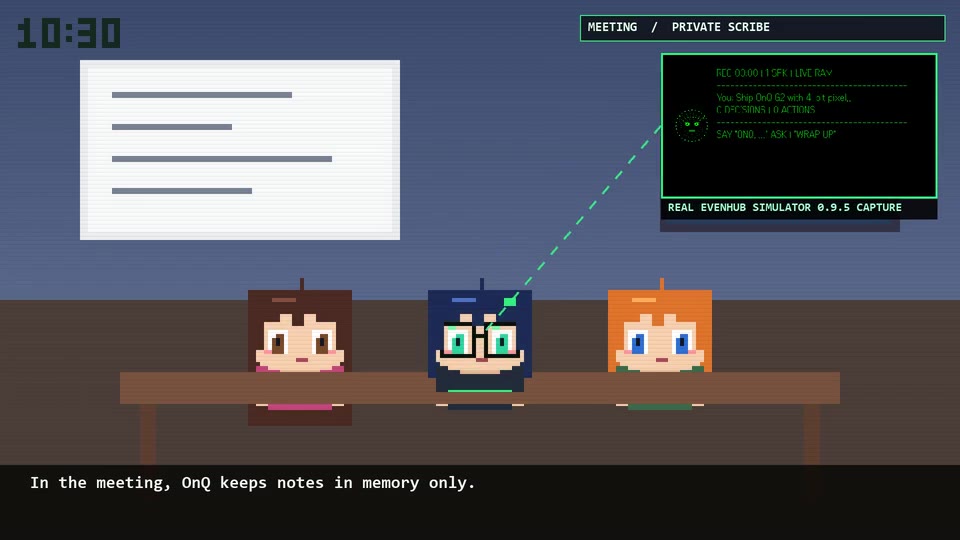 10:30
MEETING / PRIVATE SCRIBE
REC 00:00 | 1 SPK | LIVE RAM
You: Ship OnQ G2 with 4 pt pixel,
0 DECISIONS | 0 ACTIONS
SAY "ONQ, ..." ASK | "WRAP UP"
REAL EVENHUB SIMULATOR 0.9.5 CAPTURE
In the meeting, OnQ keeps notes in memory only.